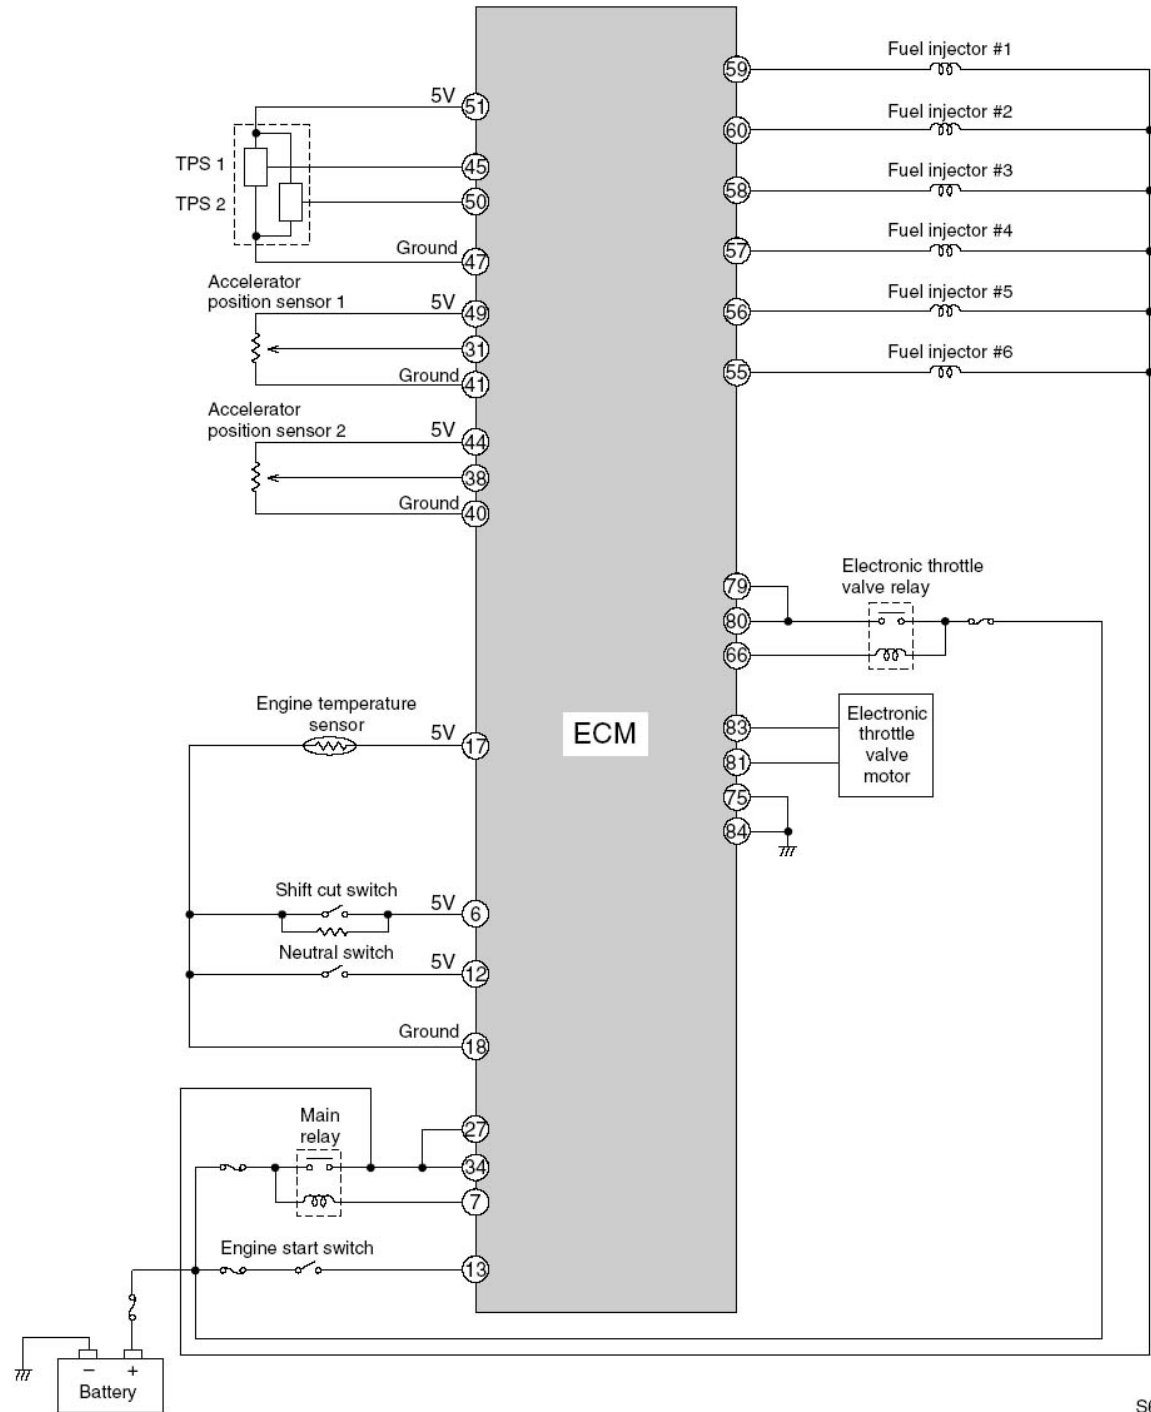 Fuel injector #1
59
5V
51
Fuel injector #2
60
TPS 1
45
Fuel injector #3
58
TPS 2
50
Fuel injector #4
57
Ground
47
Accelerator
position sensor 1
5V
49
Fuel injector #5
56
31
Fuel injector #6
55
Ground
41
Accelerator
position sensor 2
5V
44
38
Ground
40
Electronic throttle
valve relay
79
80
66
Engine temperature
sensor
5V
17
ECM
83
81
75
84
Electronic
throttle
valve
motor
Shift cut switch
5V
6
Neutral switch
5V
12
Ground
18
Main
relay
27
34
7
Engine start switch
13
− +
Battery
S6